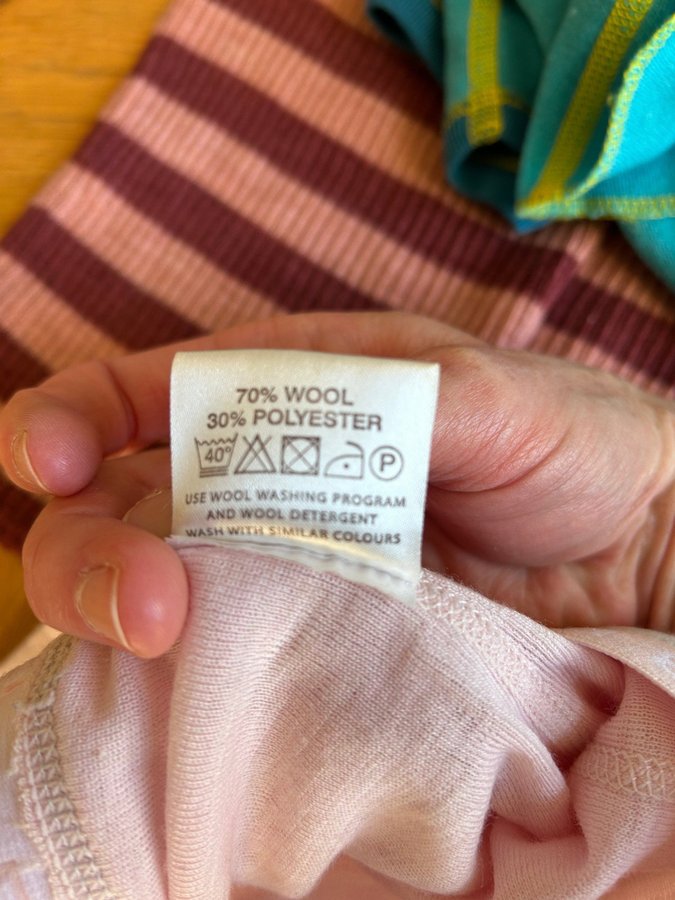 70% WOOL
30% POLYESTER
40° P
USE WOOL WASHING PROGRAM
AND WOOL DETERGENT
WASH WITH SIMILAR COLOURS